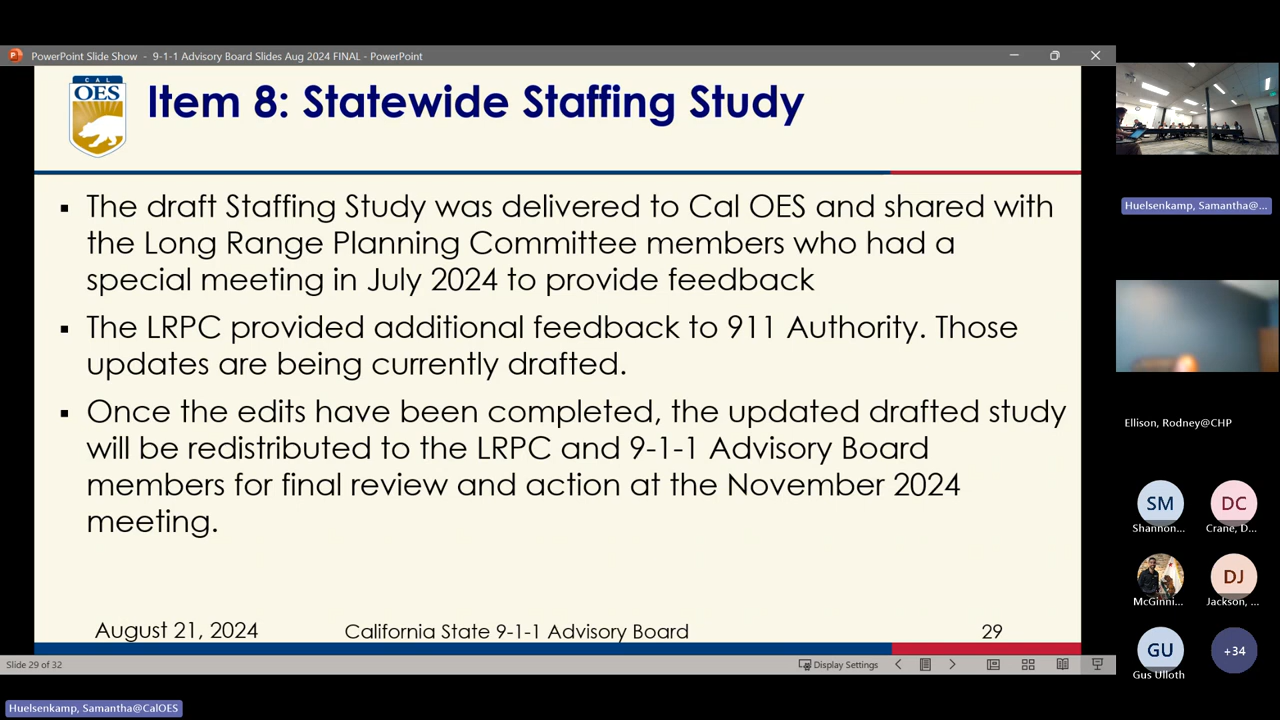 PowerPoint Slide Show - 9-1-1 Advisory Board Slides Aug 2024 FINAL - PowerPoint
CAL
OES
Item 8: Statewide Staffing Study
▪ The draft Staffing Study was delivered to Cal OES and shared with
the Long Range Planning Committee members who had a
special meeting in July 2024 to provide feedback
▪ The LRPC provided additional feedback to 911 Authority. Those
updates are being currently drafted.
▪ Once the edits have been completed, the updated drafted study
will be redistributed to the LRPC and 9-1-1 Advisory Board
members for final review and action at the November 2024
meeting.
August 21, 2024
California State 9-1-1 Advisory Board
29
Slide 29 of 32
Display Settings
Huelsenkamp, Samantha@CalOES
Huelsenkamp, Samantha@...
Ellison, Rodney@CHP
SM
DC
Shannon...
Crane, D...
DJ
McGinni...
Jackson, ...
GU
+34
Gus Ulloth